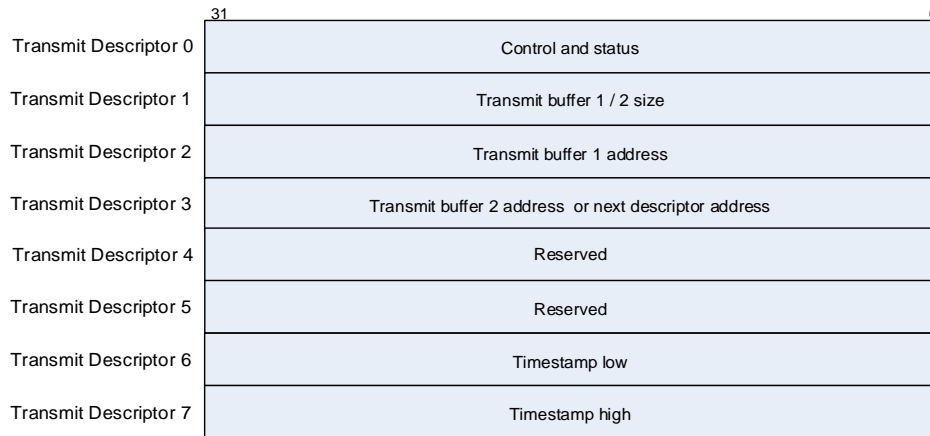 31
Transmit Descriptor 0 Control and status
Transmit Descriptor 1 Transmit buffer 1 / 2 size
Transmit Descriptor 2 Transmit buffer 1 address
Transmit Descriptor 3 Transmit buffer 2 address or next descriptor address
Transmit Descriptor 4 Reserved
Transmit Descriptor 5 Reserved
Transmit Descriptor 6 Timestamp low
Transmit Descriptor 7 Timestamp high